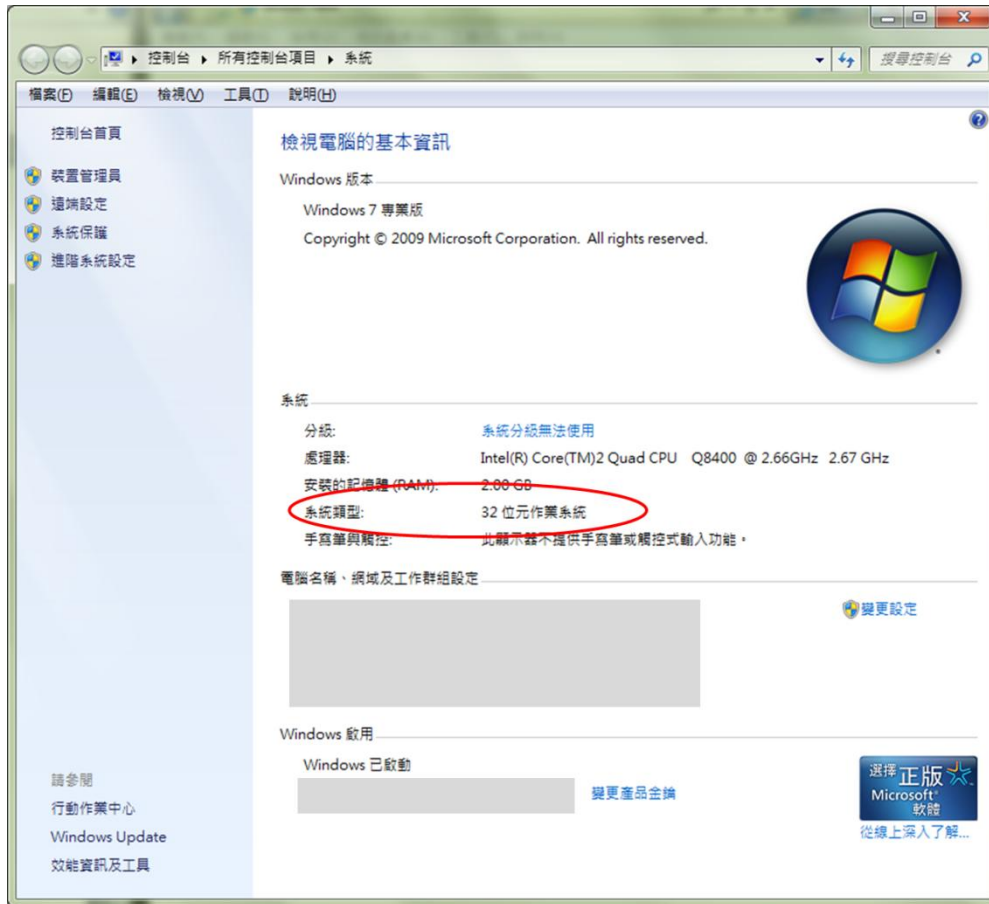 控制台 ▸ 所有控制台項目 ▸ 系統
搜尋控制台
檔案(F) 編輯(E) 檢視(V) 工具(T) 說明(H)
控制台首頁
裝置管理員
遠端設定
系統保護
進階系統設定
檢視電腦的基本資訊
Windows 版本
Windows 7 專業版
Copyright © 2009 Microsoft Corporation. All rights reserved.
系統
分級: 系統分級無法使用
處理器: Intel(R) Core(TM)2 Quad CPU Q8400 @ 2.66GHz 2.67 GHz
安裝的記憶體 (RAM): 2.00 GB
系統類型: 32 位元作業系統
手寫筆與觸控: 此顯示器不提供手寫筆或觸控式輸入功能。
電腦名稱、網域及工作群組設定
變更設定
Windows 啟用
Windows 已啟動
變更產品金鑰
選擇 正版
Microsoft®
軟體
從線上深入了解...
請參閱
行動作業中心
Windows Update
效能資訊及工具